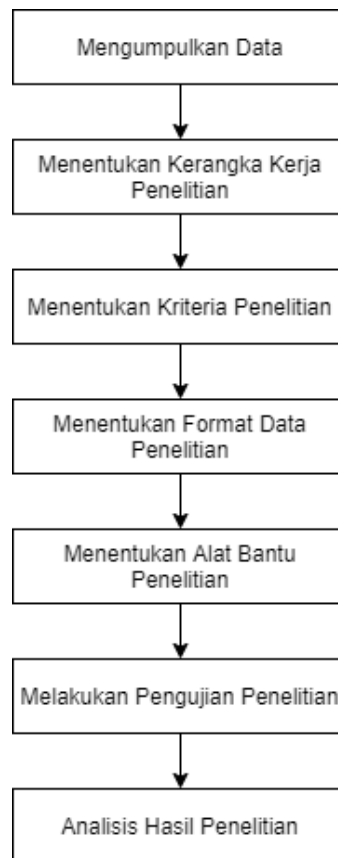 Mengumpulkan Data
Menentukan Kerangka Kerja
Penelitian
Menentukan Kriteria Penelitian
Menentukan Format Data
Penelitian
Menentukan Alat Bantu
Penelitian
Melakukan Pengujian Penelitian
Analisis Hasil Penelitian